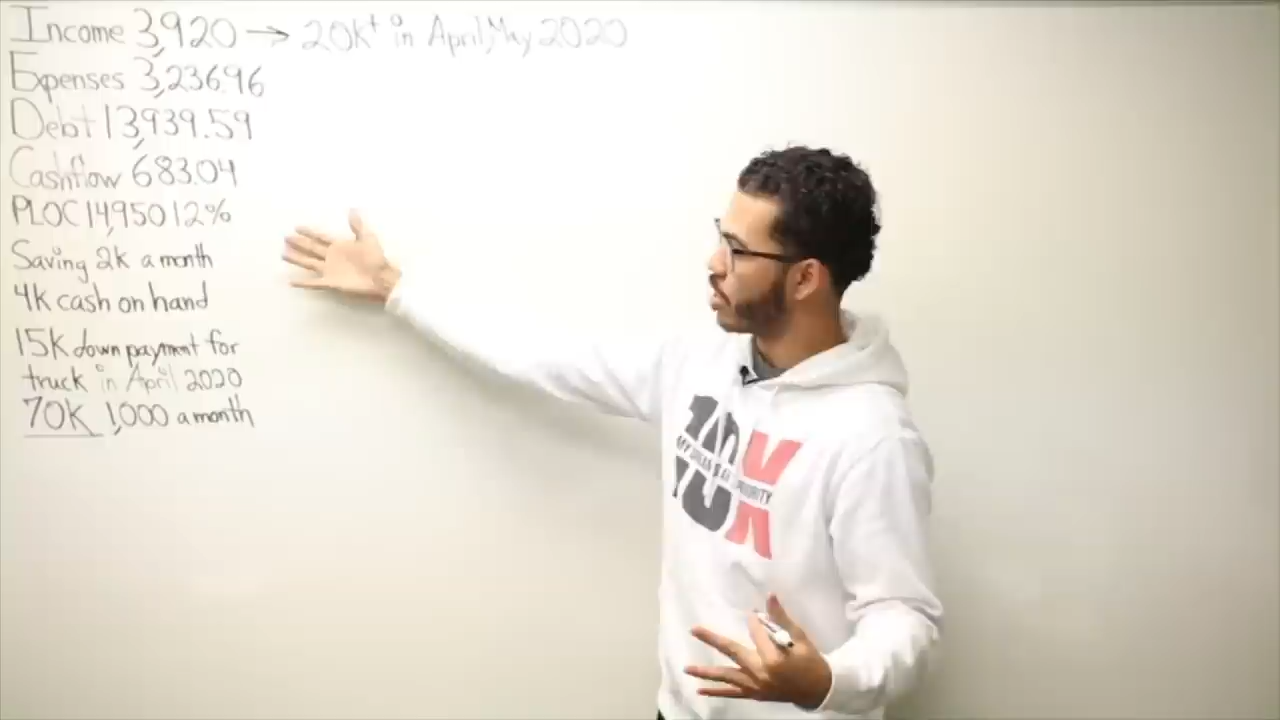 Income 3,920 → 20K+ in April, May 2020
Expenses 3,236.96
Debt 13,939.59
Cashflow 683.04
PLOC 14,950 12%
Saving 2k a month
4K cash on hand
15K down payment for
truck in April 2020
70K 1,000 a month
10X